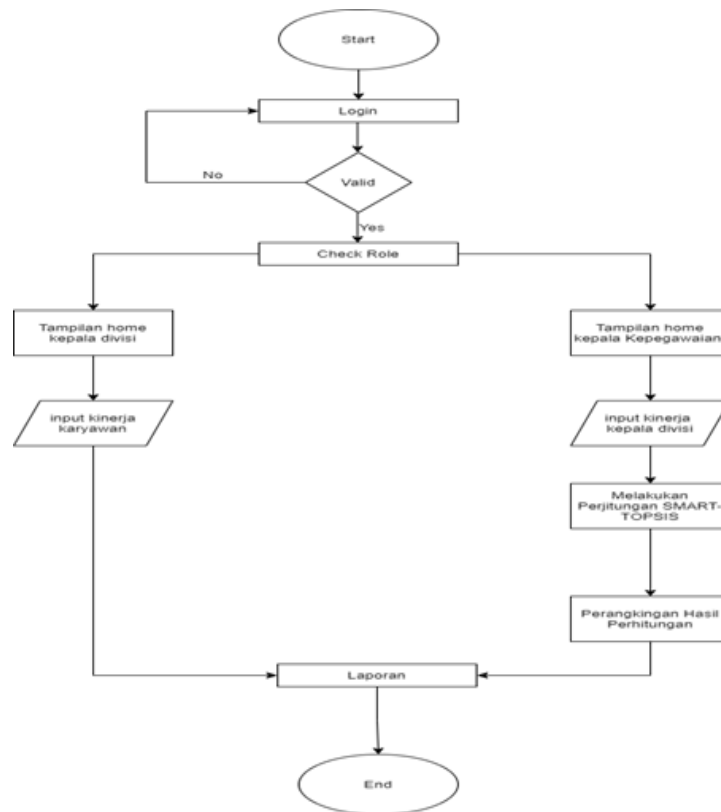 Start
Login
No
Valid
Yes
Check Role
Tampilan home
kepala divisi
Tampilan home
kepala Kepegawaian
input kinerja
karyawan
input kinerja
kepala divisi
Melakukan
Perjitungan SMART-
TOPSIS
Perangkingan Hasil
Perhitungan
Laporan
End